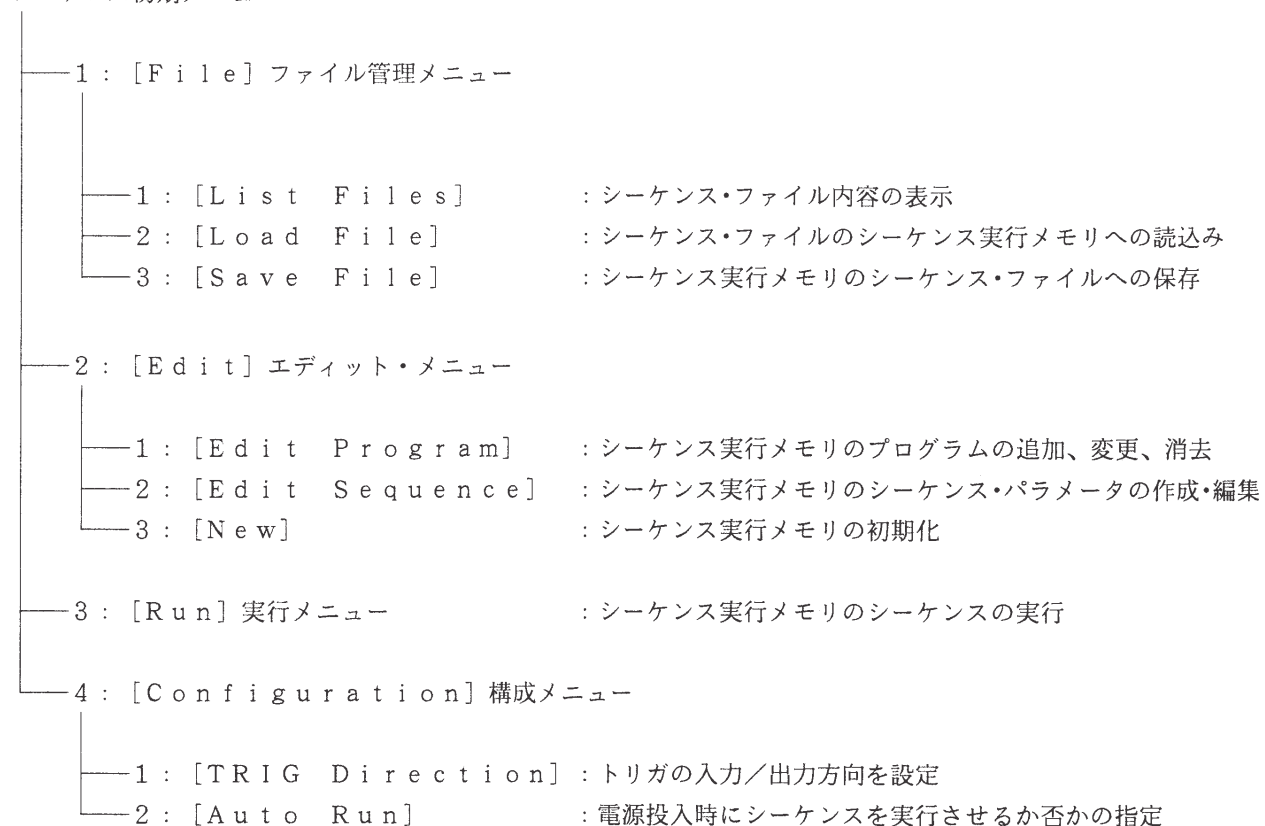 1：［File］ファイル管理メニュー
1：［List Files］：シーケンス・ファイル内容の表示
2：［Load File］：シーケンス・ファイルのシーケンス実行メモリへの読込み
3：［Save File］：シーケンス実行メモリのシーケンス・ファイルへの保存
2：［Edit］エディット・メニュー
1：［Edit Program］：シーケンス実行メモリのプログラムの追加、変更、消去
2：［Edit Sequence］：シーケンス実行メモリのシーケンス・パラメータの作成・編集
3：［New］：シーケンス実行メモリの初期化
3：［Run］実行メニュー：シーケンス実行メモリのシーケンスの実行
4：［Configuration］構成メニュー
1：［TRIG Direction］：トリガの入力／出力方向を設定
2：［Auto Run］：電源投入時にシーケンスを実行させるか否かの指定